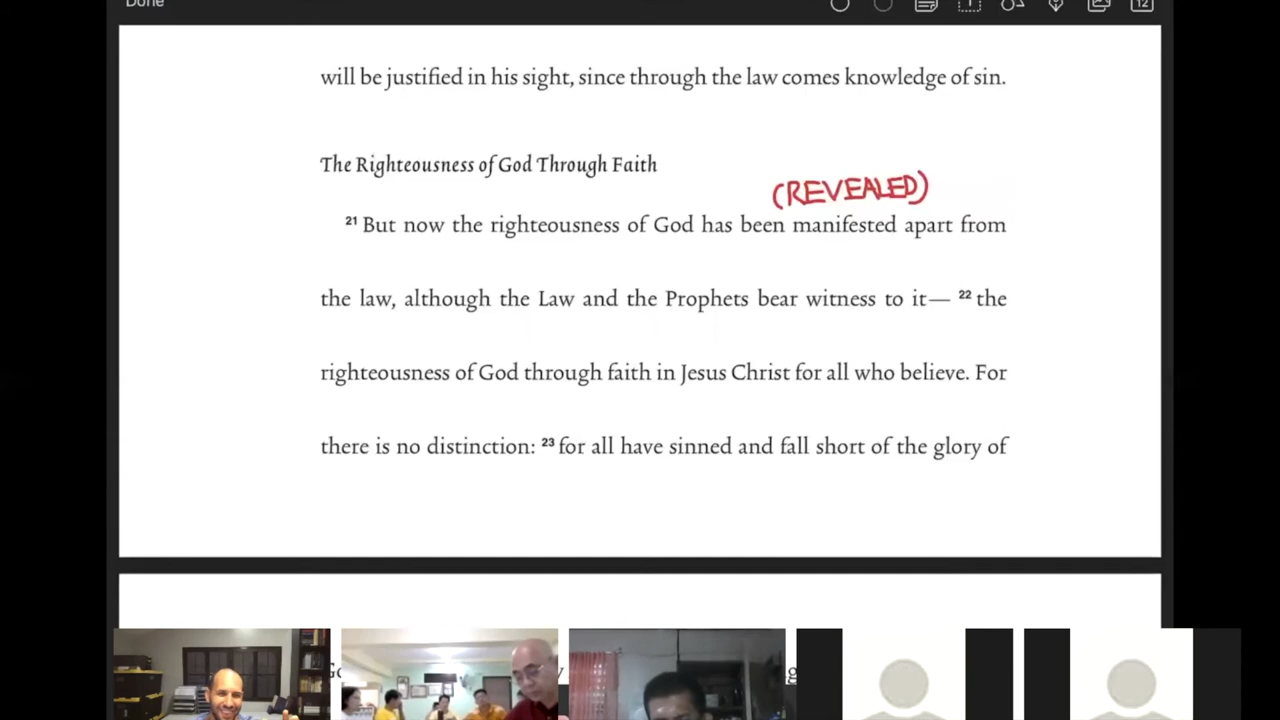 Done
12
will be justified in his sight, since through the law comes knowledge of sin.
The Righteousness of God Through Faith
(REVEALED)
21 But now the righteousness of God has been manifested apart from
the law, although the Law and the Prophets bear witness to it— 22 the
righteousness of God through faith in Jesus Christ for all who believe. For
there is no distinction: 23 for all have sinned and fall short of the glory of